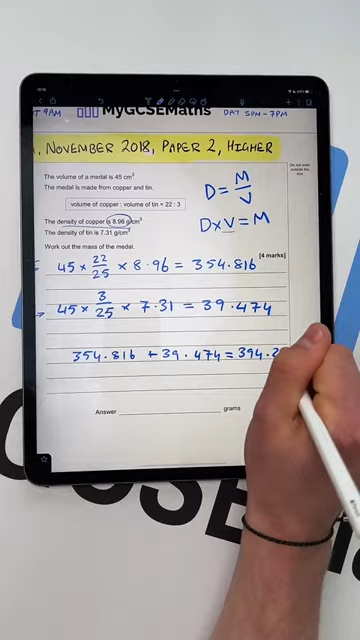 T 9AM MyGCSEMaths DAY 5PM-7PM
, NOVEMBER 2018, PAPER 2, HIGHER
Do not write outside the box
The volume of a medal is 45 cm³
The medal is made from copper and tin.
volume of copper : volume of tin = 22 : 3
The density of copper is 8.96 g/cm³
The density of tin is 7.31 g/cm³
D = M/V
D×V = M
Work out the mass of the medal.
[4 marks]
45 × 22/25 × 8.96 = 354.816
45 × 3/25 × 7.31 = 39.474
354.816 + 39.474 = 394.2
Answer grams